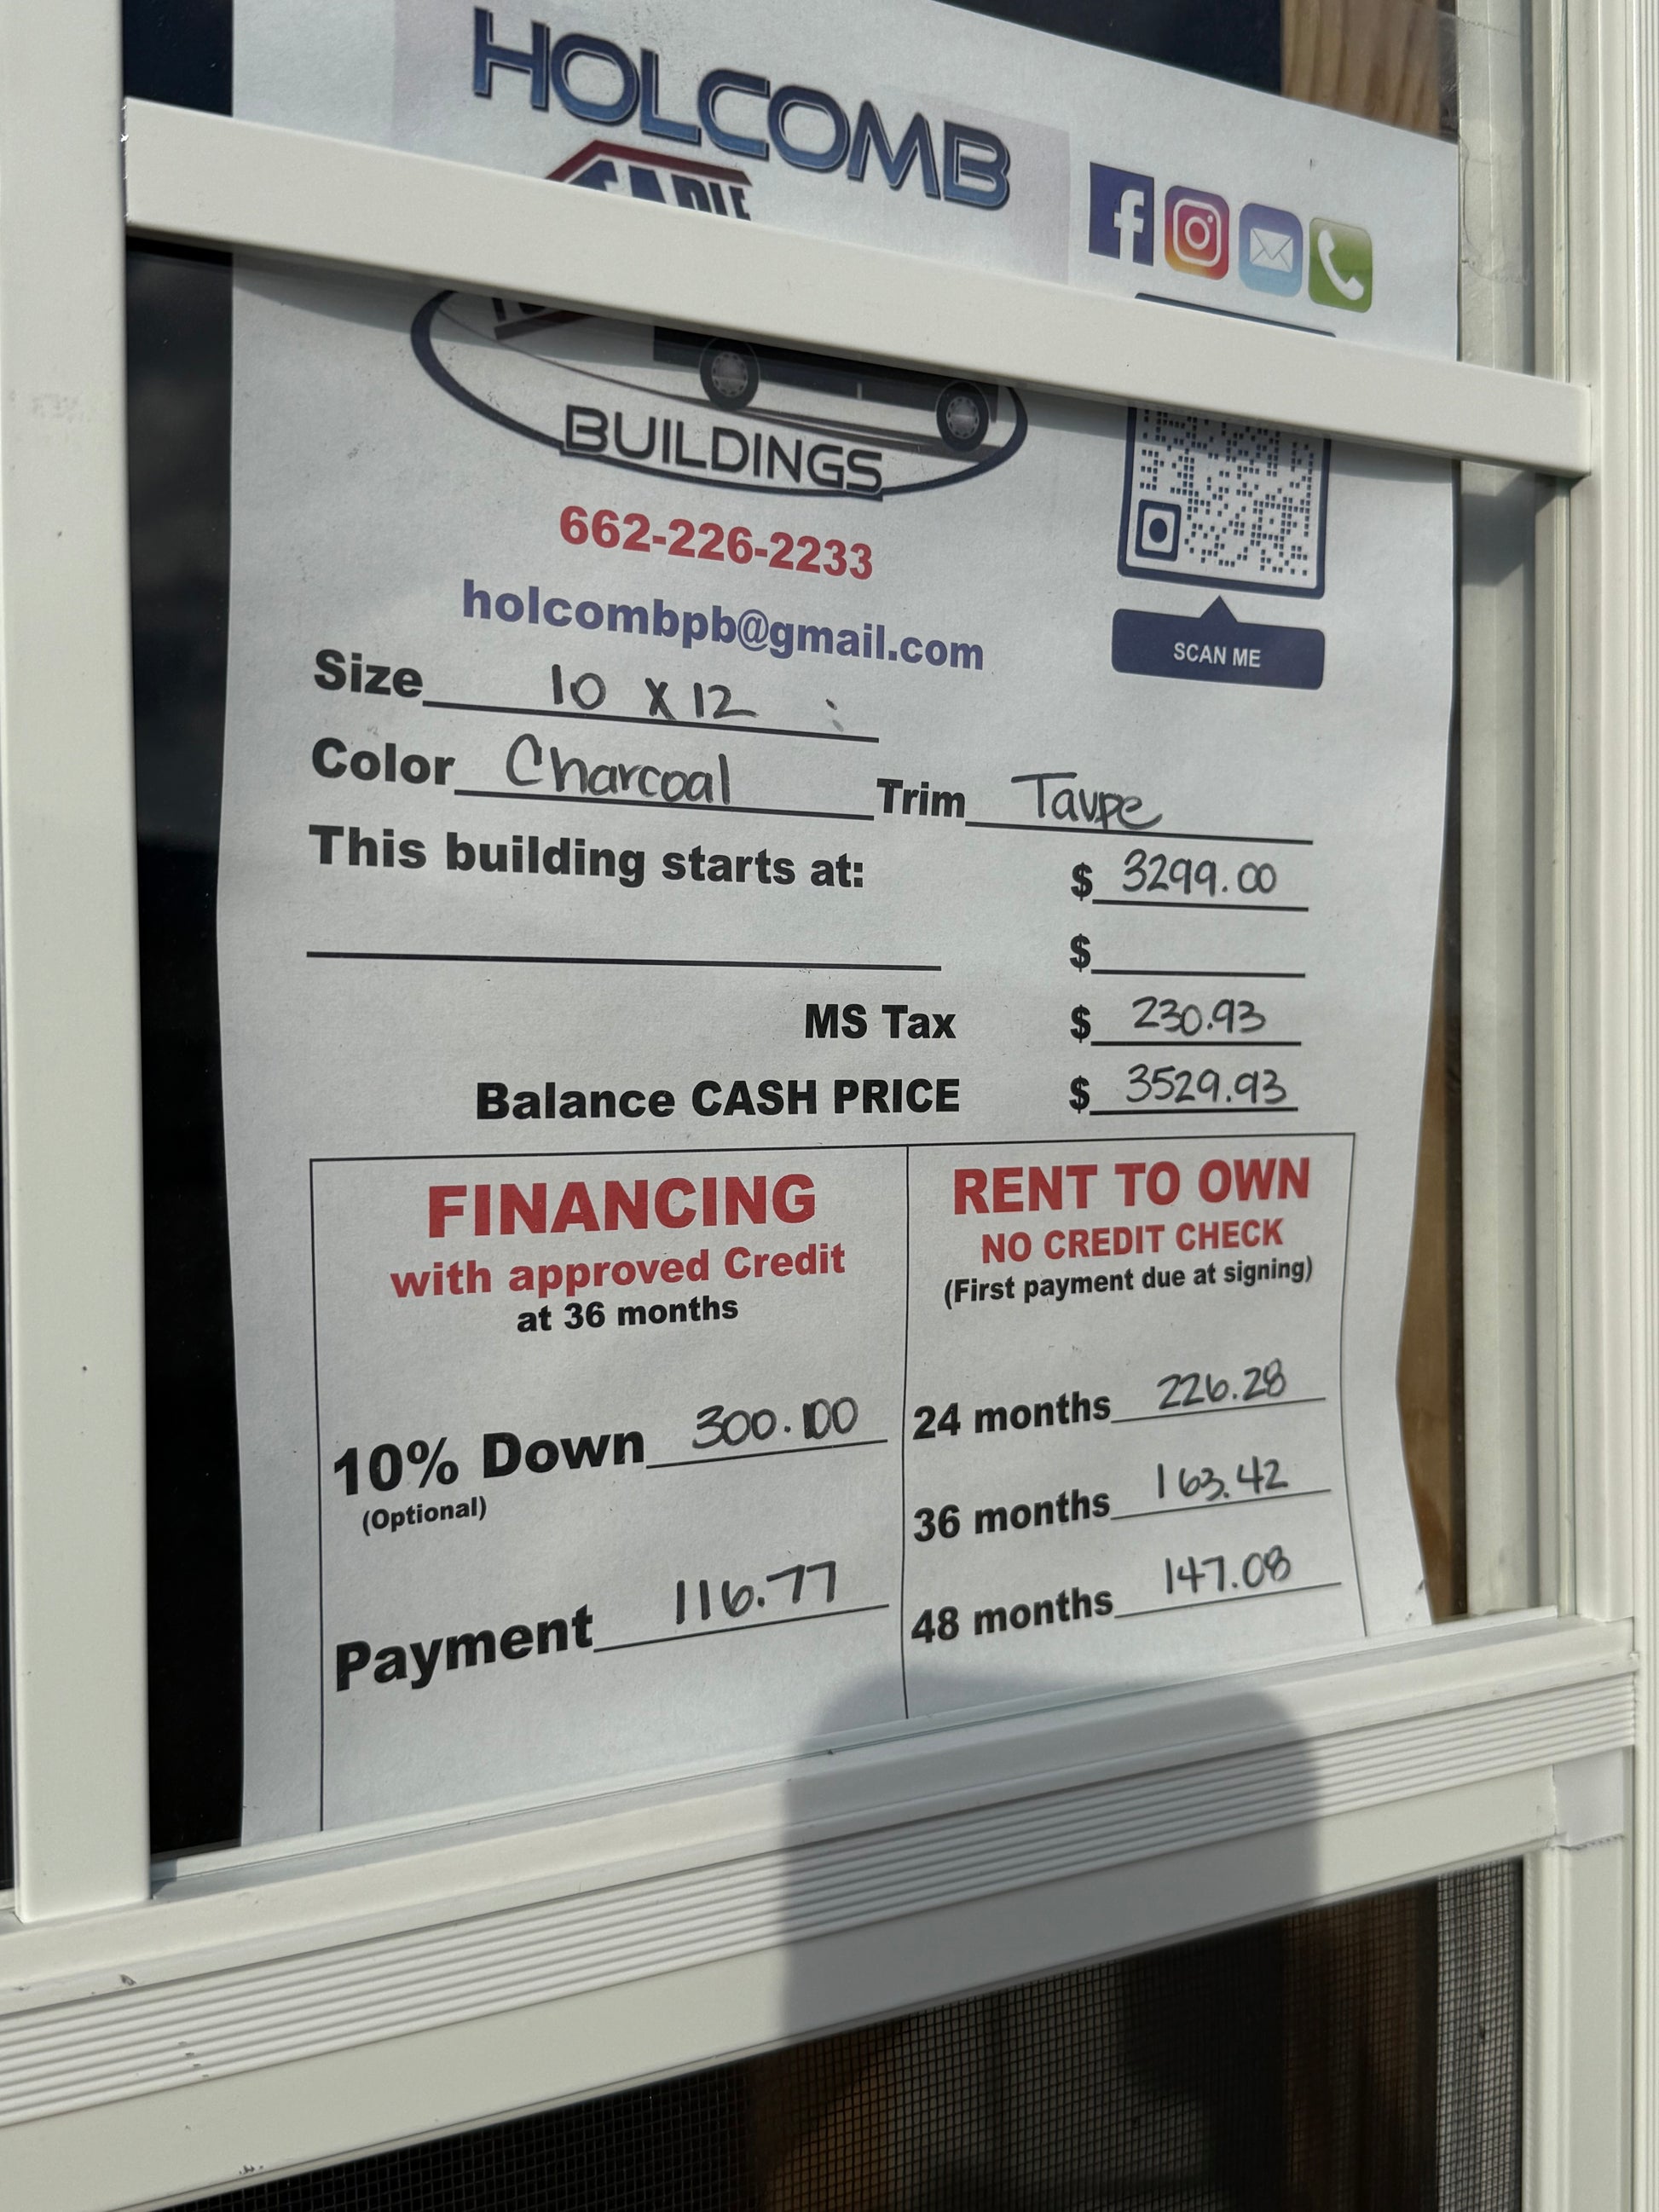 HOLCOMB
BUILDINGS
662-226-2233
holcombpb@gmail.com
SCAN ME
Size 10 x 12
Color Charcoal Trim Taupe
This building starts at: $ 3299.00
$
MS Tax $ 230.93
Balance CASH PRICE $ 3529.93
FINANCING
with approved Credit
at 36 months
10% Down 300.00
(Optional)
Payment 116.77
RENT TO OWN
NO CREDIT CHECK
(First payment due at signing)
24 months 226.28
36 months 163.42
48 months 147.08